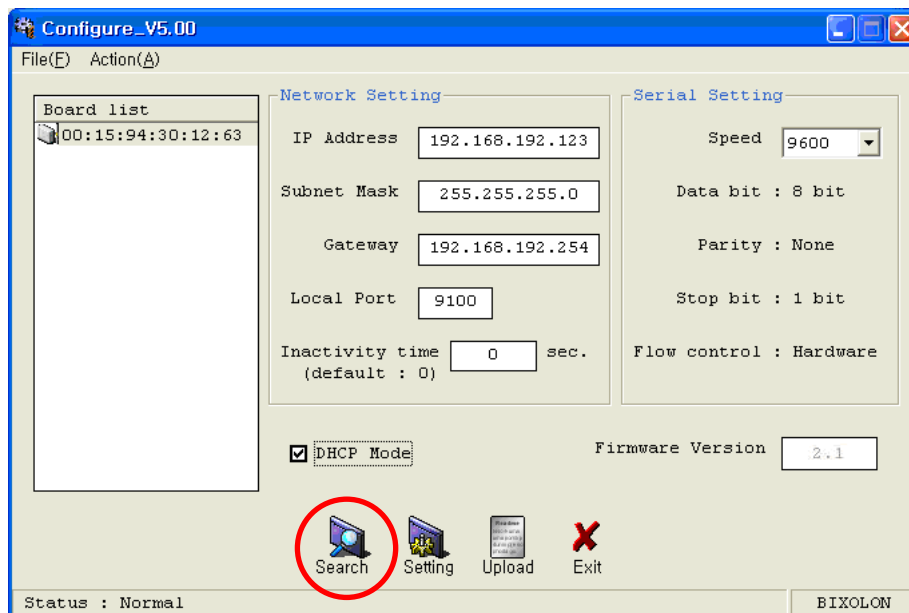 Configure_V5.00
File(F) Action(A)
Board list
00:15:94:30:12:63
Network Setting
IP Address 192.168.192.123
Subnet Mask 255.255.255.0
Gateway 192.168.192.254
Local Port 9100
Inactivity time 0 sec.
(default : 0)
Serial Setting
Speed 9600
Data bit : 8 bit
Parity : None
Stop bit : 1 bit
Flow control : Hardware
DHCP Mode
Firmware Version 2.1
Search Setting Upload Exit
Status : Normal BIXOLON